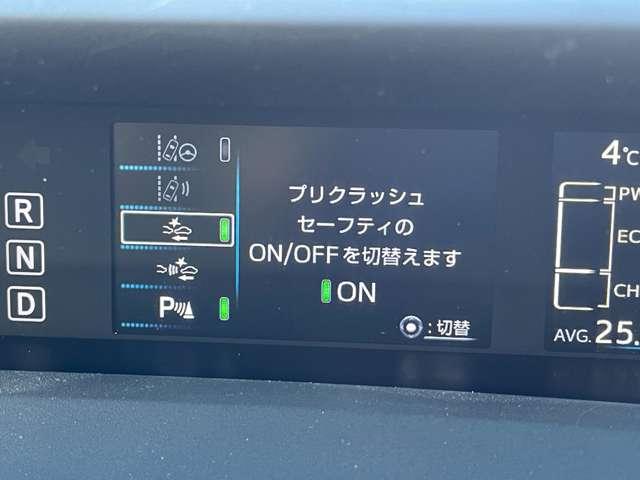 R
N
D
P
プリクラッシュ
セーフティの
ON/OFFを切替えます
ON
:切替
4℃
PW
EC
CH
AVG. 25.